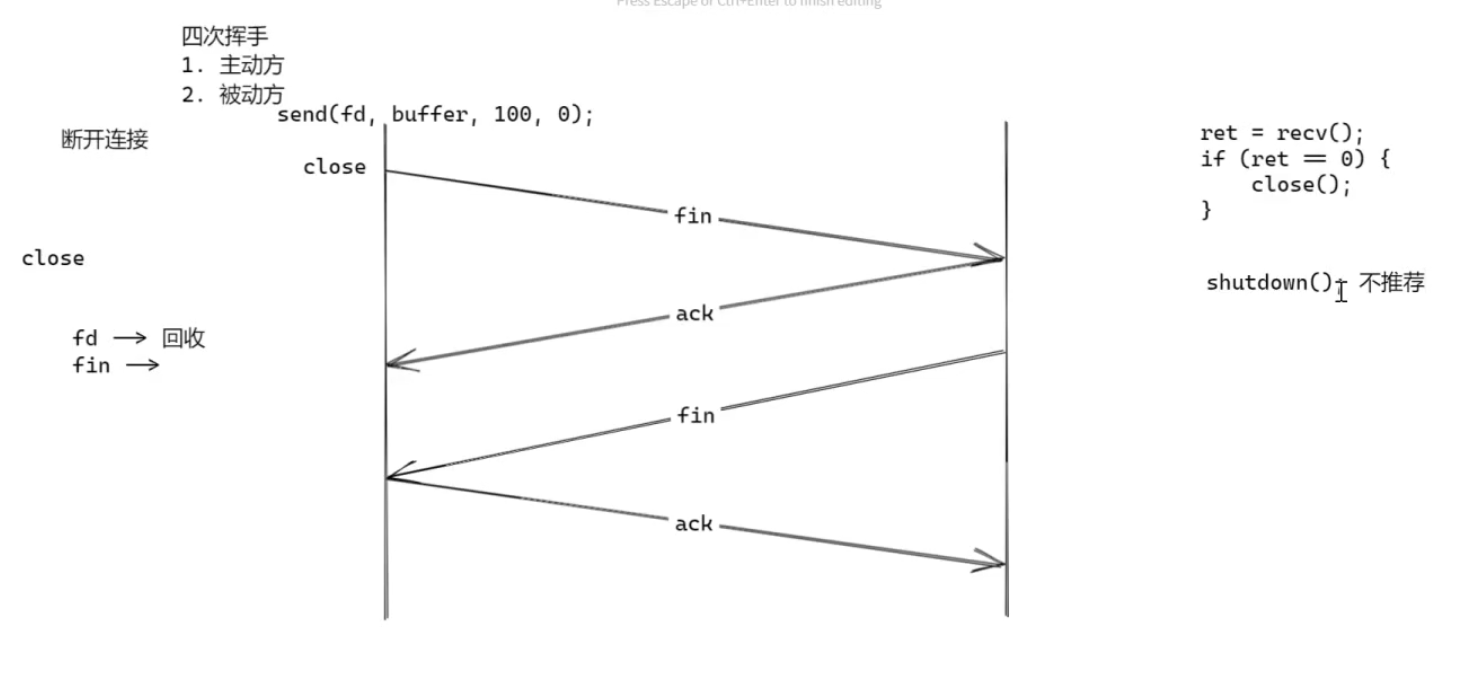 Press Escape or Ctrl+Enter to finish editing
四次挥手
1. 主动方
2. 被动方
send(fd, buffer, 100, 0);
断开连接
close
fin
ack
fin
ack
close
fd → 回收
fin →
ret = recv();
if (ret == 0) {
close();
}
shutdown(); 不推荐